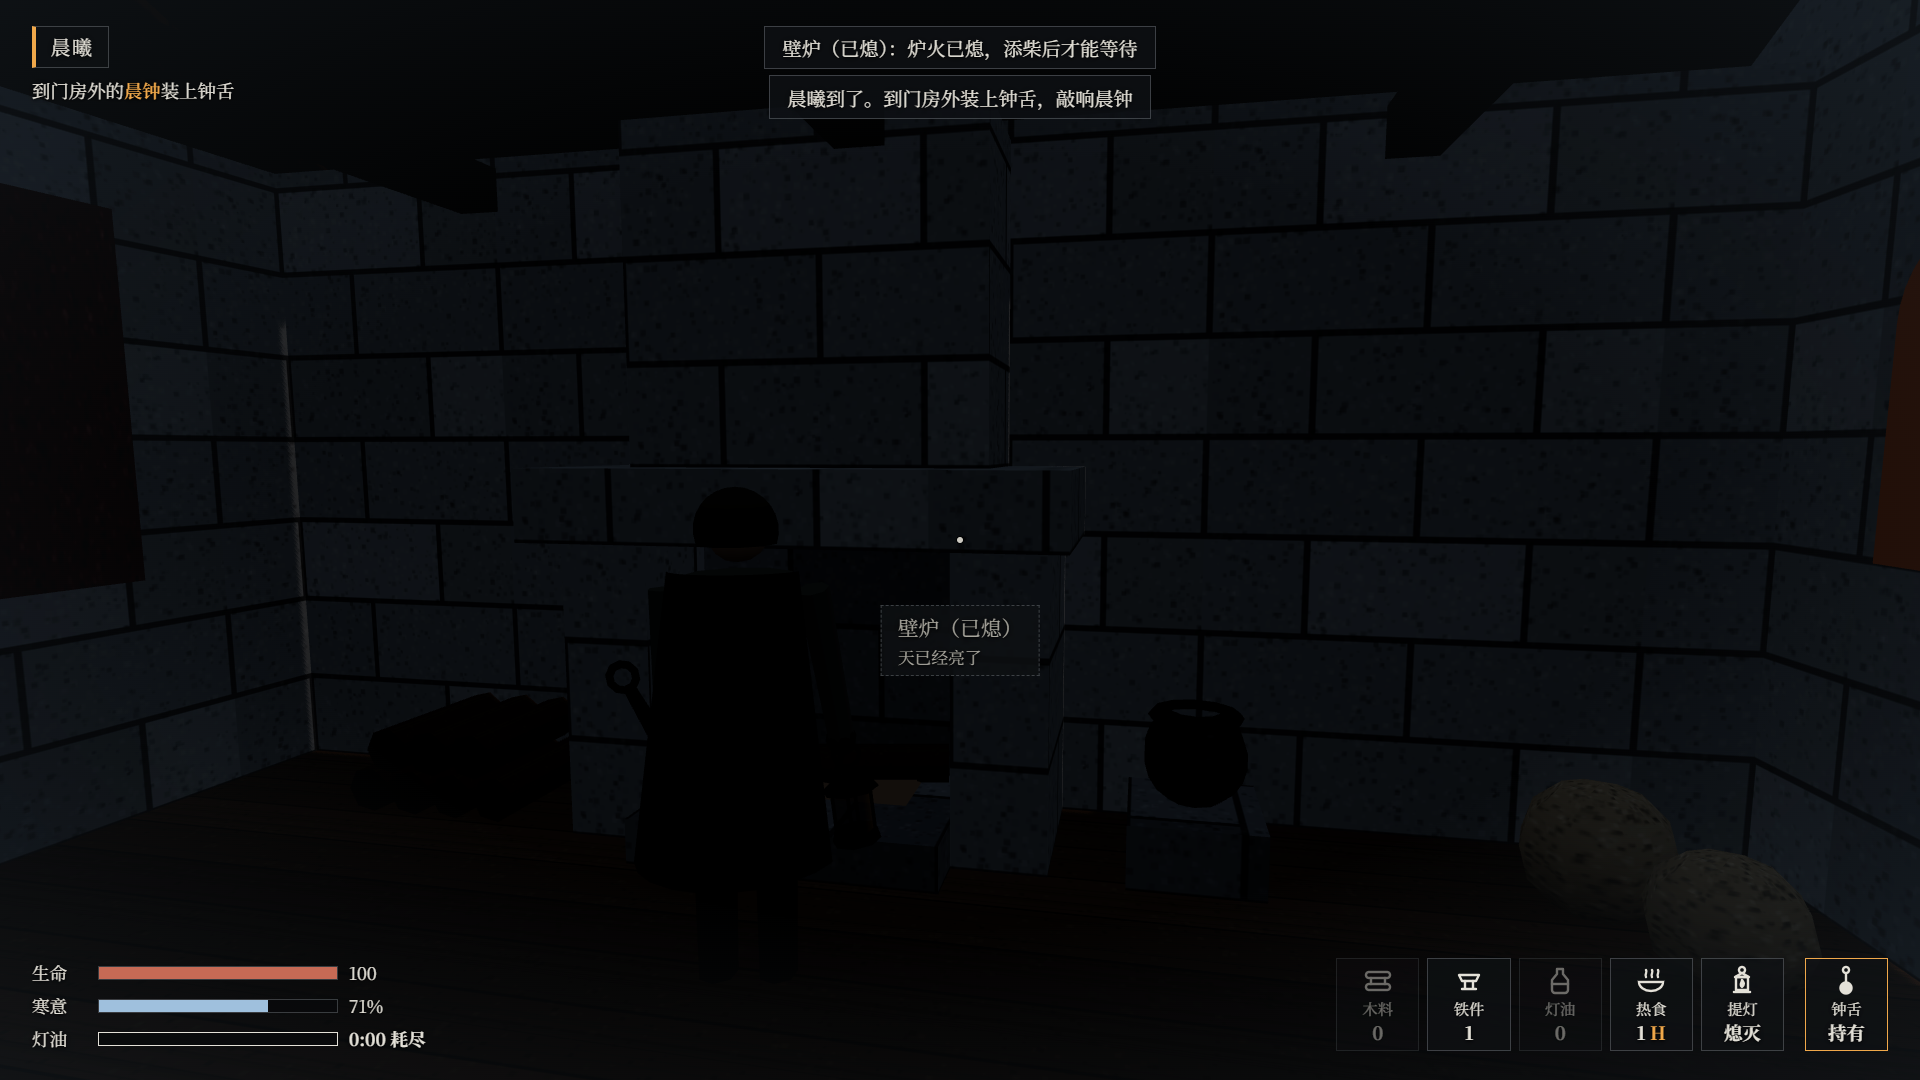 晨曦
到门房外的晨钟装上钟舌
壁炉（已熄）：炉火已熄，添柴后才能等待
晨曦到了。到门房外装上钟舌，敲响晨钟
壁炉（已熄）
天已经亮了
生命 100
寒意 71%
灯油 0:00 耗尽
木料 0
铁件 1
灯油 0
热食 1 H
提灯 熄灭
钟舌 持有